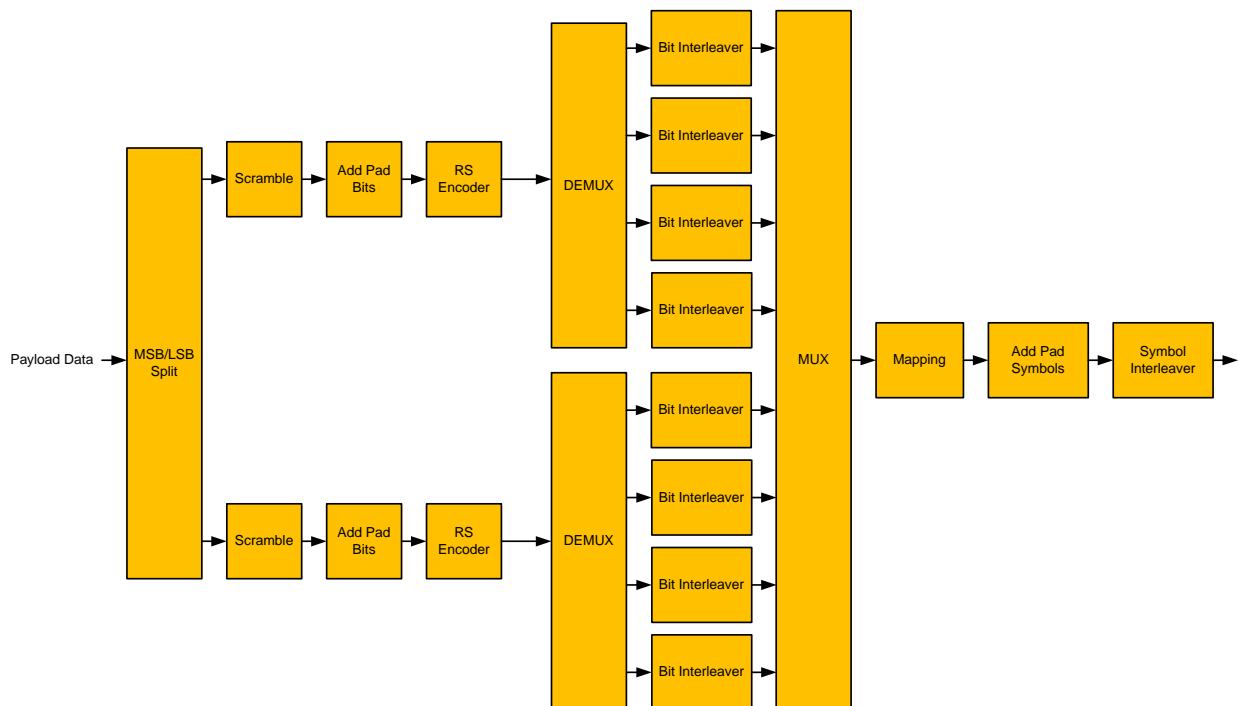 Payload Data
MSB/LSB
Split
Scramble
Add Pad
Bits
RS
Encoder
DEMUX
Bit Interleaver
Bit Interleaver
Bit Interleaver
Bit Interleaver
Scramble
Add Pad
Bits
RS
Encoder
DEMUX
Bit Interleaver
Bit Interleaver
Bit Interleaver
Bit Interleaver
MUX
Mapping
Add Pad
Symbols
Symbol
Interleaver